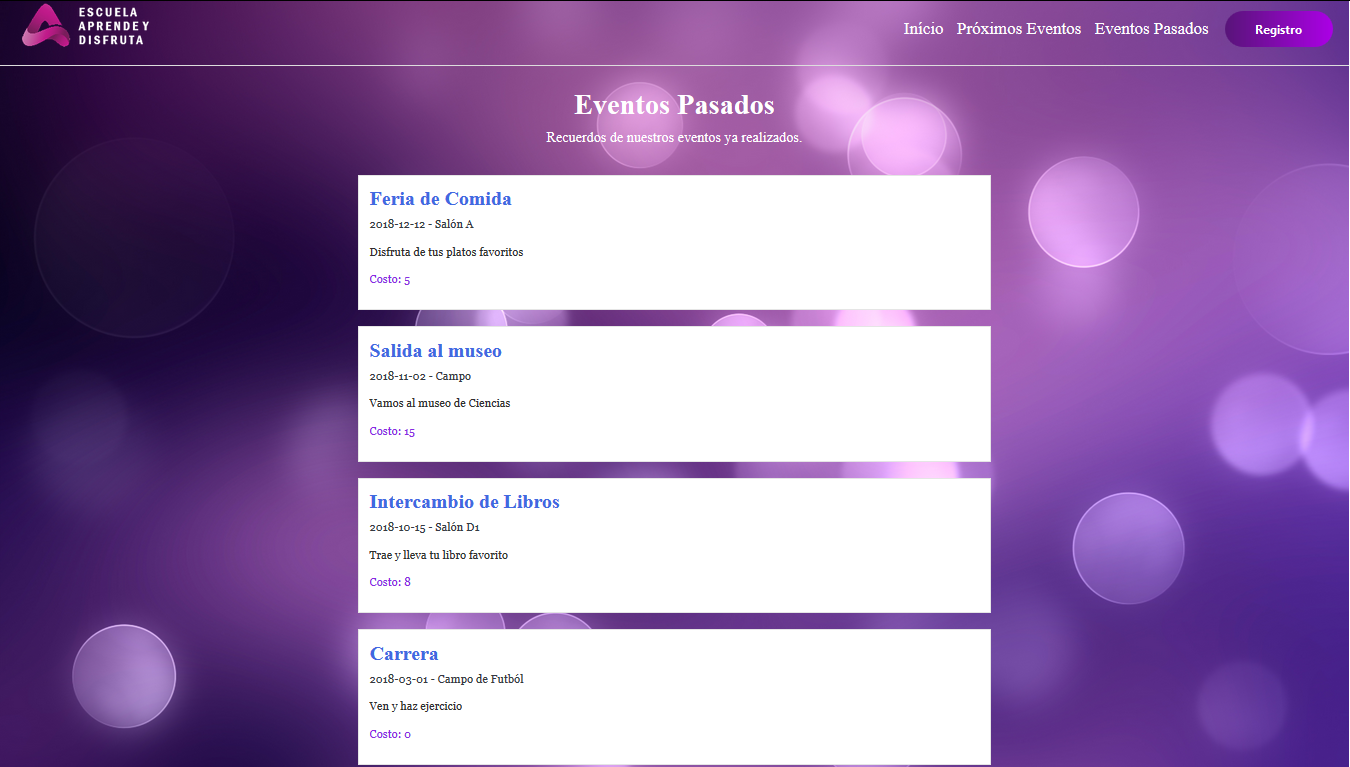 ESCUELA
APRENDE Y
DISFRUTA
Início Próximos Eventos Eventos Pasados Registro
Eventos Pasados
Recuerdos de nuestros eventos ya realizados.
Feria de Comida
2018-12-12 - Salón A
Disfruta de tus platos favoritos
Costo: 5
Salida al museo
2018-11-02 - Campo
Vamos al museo de Ciencias
Costo: 15
Intercambio de Libros
2018-10-15 - Salón D1
Trae y lleva tu libro favorito
Costo: 8
Carrera
2018-03-01 - Campo de Futból
Ven y haz ejercicio
Costo: 0